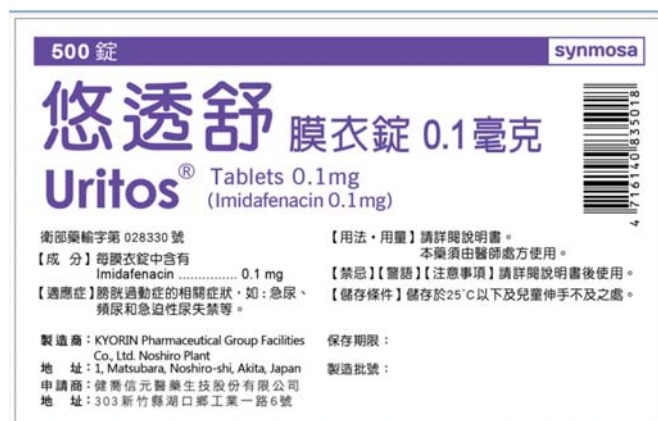 500 錠
synmosa
悠透舒 膜衣錠 0.1毫克
Uritos® Tablets 0.1mg
(Imidafenacin 0.1mg)
4 716140 835018
衛部藥輸字第 028330 號
【成 分】每膜衣錠中含有
Imidafenacin ............... 0.1 mg
【適應症】膀胱過動症的相關症狀，如：急尿、
頻尿和急迫性尿失禁等。
【用法・用量】請詳閱說明書。
本藥須由醫師處方使用。
【禁忌】【警語】【注意事項】請詳閱說明書後使用。
【儲存條件】儲存於25°C以下及兒童伸手不及之處。
製造商：KYORIN Pharmaceutical Group Facilities
Co., Ltd. Noshiro Plant
地 址：1, Matsubara, Noshiro-shi, Akita, Japan
申請商：健喬信元醫藥生技股份有限公司
地 址：303新竹縣湖口鄉工業一路6號
保存期限：
製造批號：